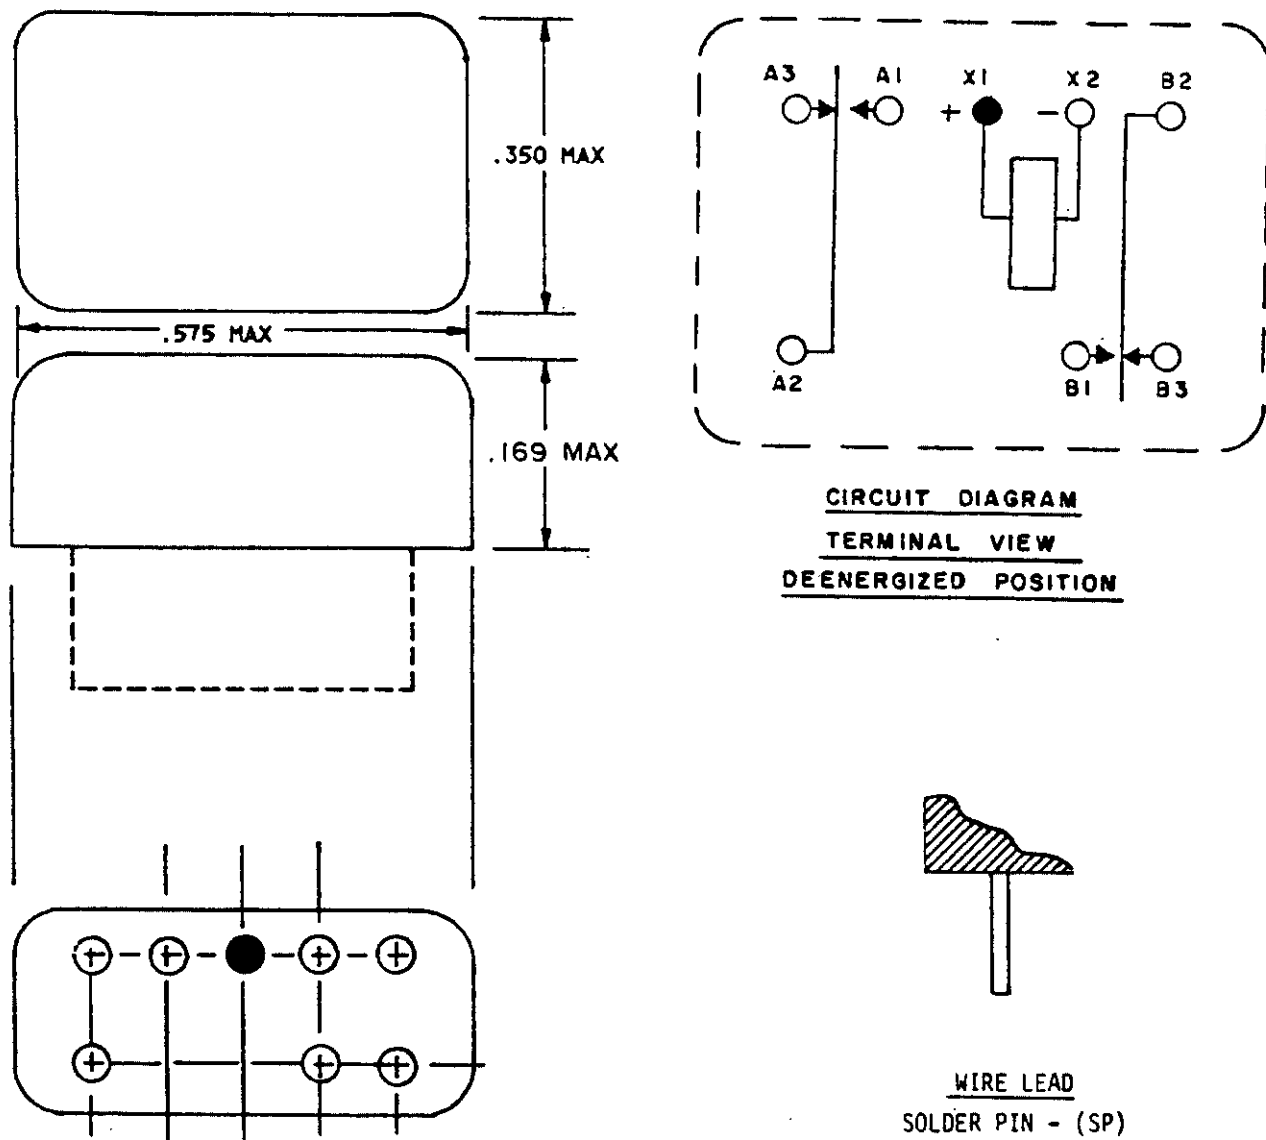 .350 MAX
.575 MAX
.169 MAX
A3 A1 X1 X2 B2
+ -
A2 B1 B3
CIRCUIT DIAGRAM
TERMINAL VIEW
DEENERGIZED POSITION
WIRE LEAD
SOLDER PIN - (SP)